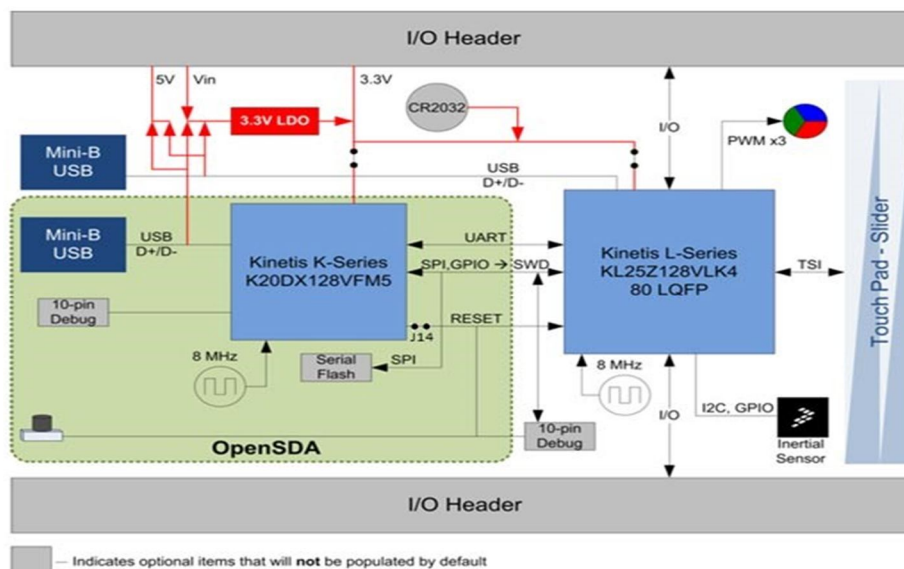 I/O Header
5V
Vin
3.3V
CR2032
3.3V LDO
I/O
PWM x3
Mini-B
USB
USB
D+/D-
Mini-B
USB
USB
D+/D-
Kinetis K-Series
K20DX128VFM5
UART
SPI,GPIO → SWD
Kinetis L-Series
KL25Z128VLK4
80 LQFP
TSI
Touch Pad - Slider
10-pin
Debug
RESET
J14
8 MHz
Serial
Flash
SPI
8 MHz
I/O
I2C, GPIO
OpenSDA
10-pin
Debug
Inertial
Sensor
I/O Header
— Indicates optional items that will not be populated by default